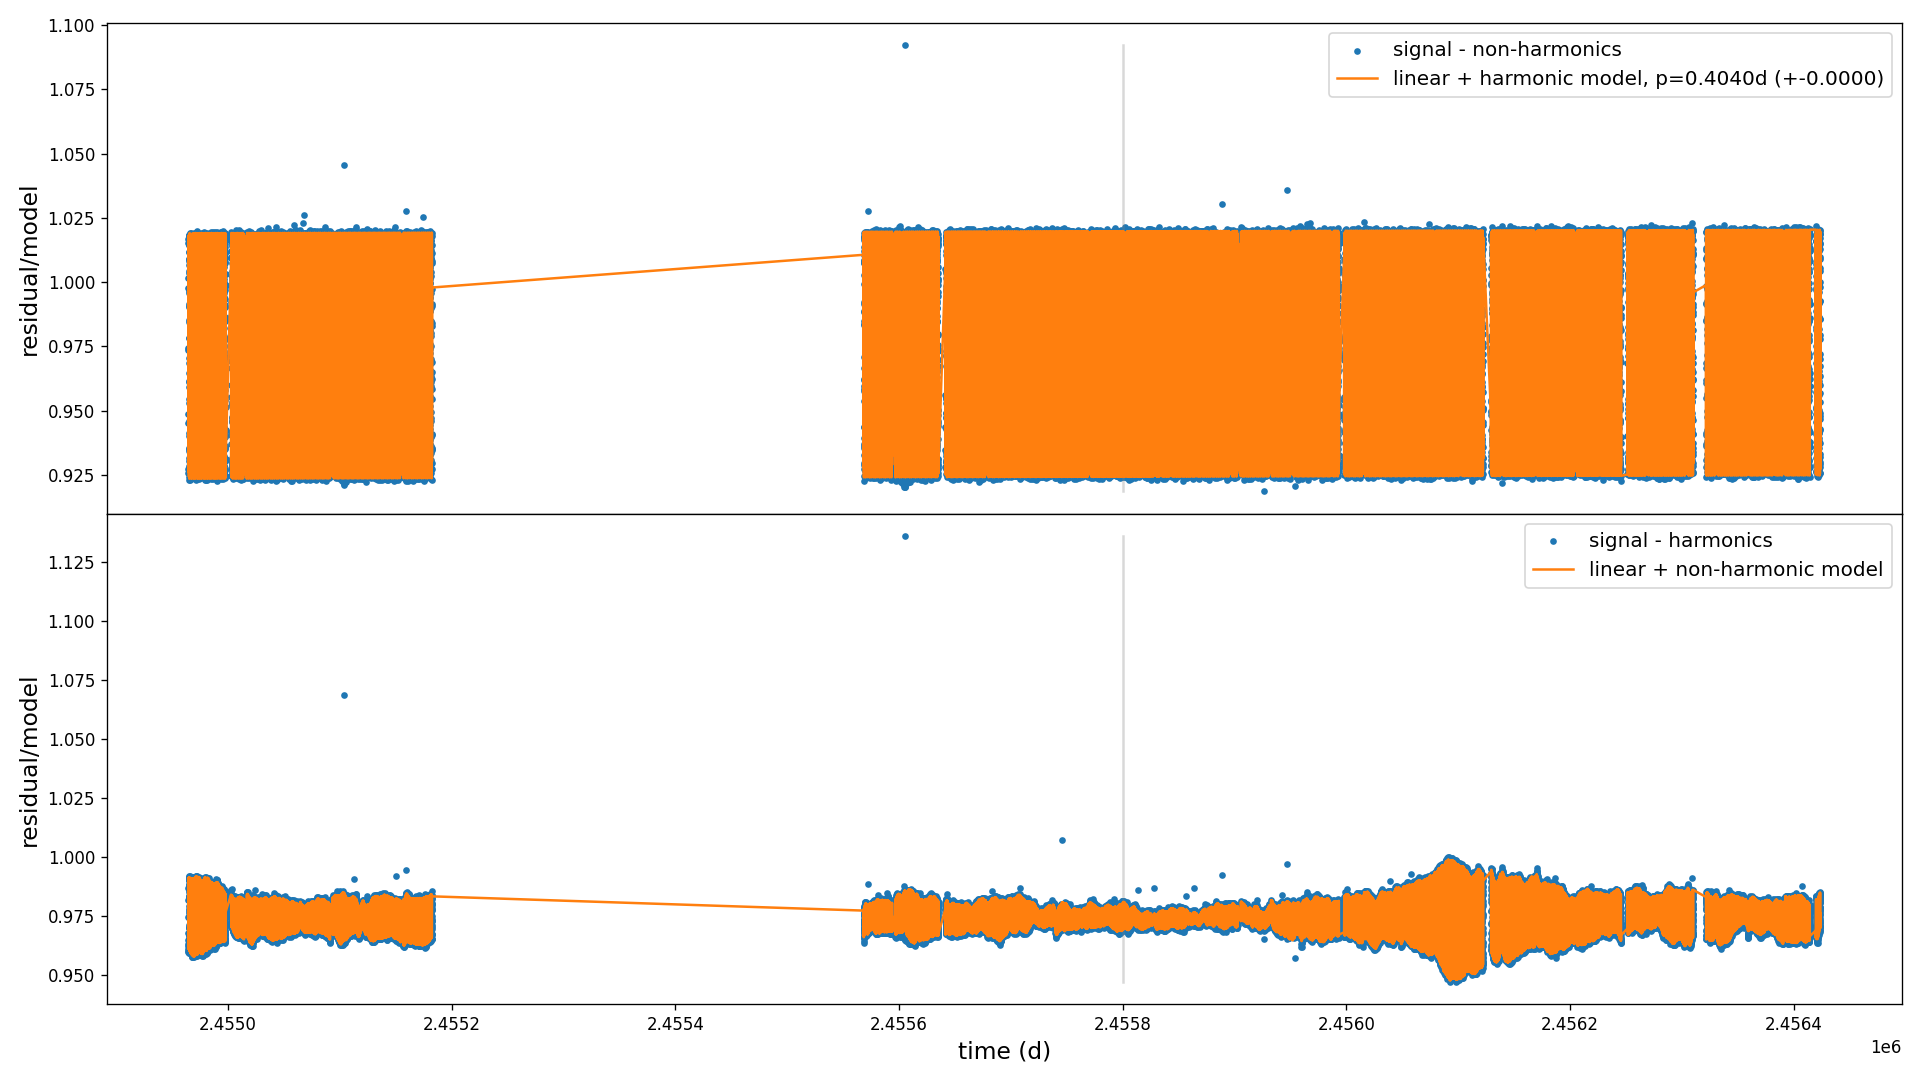 1.100
1.075
1.050
1.025
1.000
0.975
0.950
0.925
residual/model
signal - non-harmonics
linear + harmonic model, p=0.4040d (+-0.0000)
1.125
1.100
1.075
1.050
1.025
1.000
0.975
0.950
residual/model
signal - harmonics
linear + non-harmonic model
2.4550 2.4552 2.4554 2.4556 2.4558 2.4560 2.4562 2.4564
1e6
time (d)